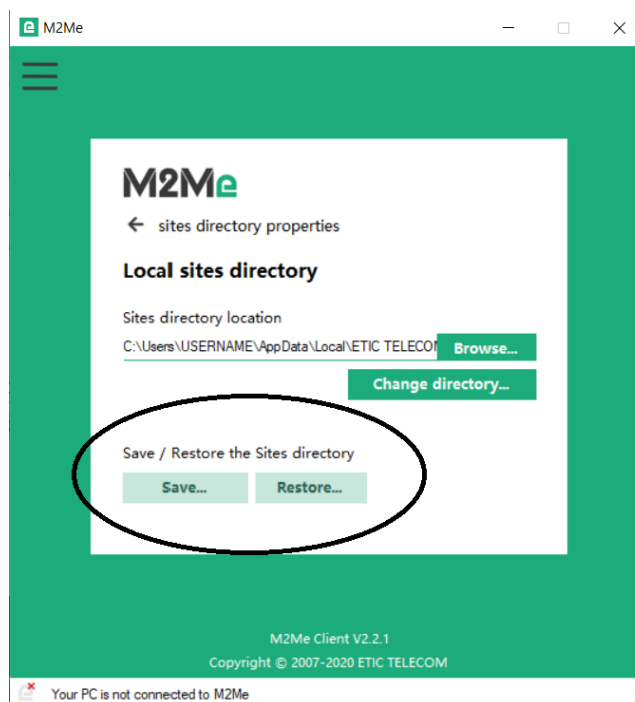 M2Me
M2Me
sites directory properties
Local sites directory
Sites directory location
C:\Users\USERNAME\AppData\Local\ETIC TELECO
Browse...
Change directory...
Save / Restore the Sites directory
Save... Restore...
M2Me Client V2.2.1
Copyright © 2007-2020 ETIC TELECOM
Your PC is not connected to M2Me